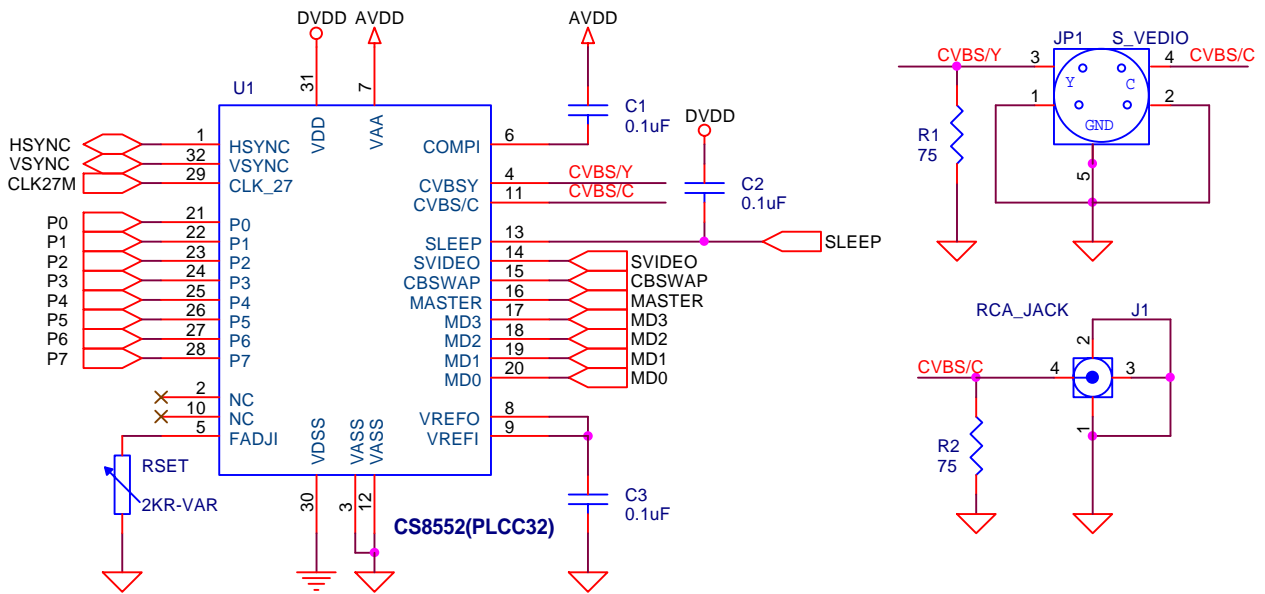 DVDD AVDD AVDD
U1
31
7
VDD
VAA
C1
0.1uF
HSYNC 1 HSYNC
VSYNC 32 VSYNC
CLK27M 29 CLK_27
P0 21 P0
P1 22 P1
P2 23 P2
P3 24 P3
P4 25 P4
P5 26 P5
P6 27 P6
P7 28 P7
2 NC
10 NC
5 FADJI
RSET
2KR-VAR
COMPI 6
CVBSY 4 CVBS/Y
CVBS/C 11 CVBS/C
DVDD
C2
0.1uF
SLEEP 13 SLEEP
SVIDEO 14 SVIDEO
CBSWAP 15 CBSWAP
MASTER 16 MASTER
MD3 17 MD3
MD2 18 MD2
MD1 19 MD1
MD0 20 MD0
VREFO 8
VREFI 9
C3
0.1uF
VDSS
VASS
VASS
30
3
12
CS8552(PLCC32)
JP1 S_VEDIO
CVBS/Y 3 4 CVBS/C
Y C
1 2
GND
5
R1
75
RCA_JACK J1
2
CVBS/C 4 3
1
R2
75